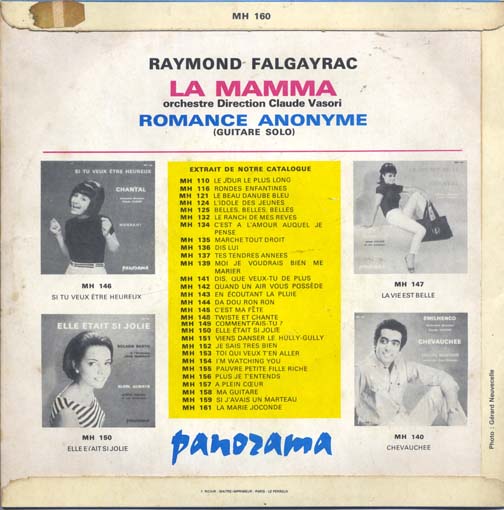 MH 160
RAYMOND FALGAYRAC
LA MAMMA
orchestre Direction Claude Vasori
ROMANCE ANONYME
(GUITARE SOLO)
SI TU VEUX ÊTRE HEUREUX
CHANTAL
panorama
MH 146
SI TU VEUX ÊTRE HEUREUX
ELLE ÉTAIT SI JOLIE
MH 150
ELLE ETAIT SI JOLIE
EXTRAIT DE NOTRE CATALOGUE
MH 110 LE JOUR LE PLUS LONG
MH 116 RONDES ENFANTINES
MH 121 LE BEAU DANUBE BLEU
MH 124 L'IDOLE DES JEUNES
MH 125 BELLES, BELLES, BELLES
MH 132 LE RANCH DE MES REVES
MH 134 C'EST A L'AMOUR AUQUEL JE
PENSE
MH 135 MARCHE TOUT DROIT
MH 136 DIS LUI
MH 137 TES TENDRES ANNEES
MH 139 MOI JE VOUDRAIS BIEN ME
MARIER
MH 141 DIS, QUE VEUX-TU DE PLUS
MH 142 QUAND UN AIR VOUS POSSÈDE
MH 143 EN ÉCOUTANT LA PLUIE
MH 144 DA DOU RON RON
MH 145 C'EST MA FÊTE
MH 148 TWISTE ET CHANTE
MH 149 COMMENT FAIS-TU ?
MH 150 ELLE ÉTAIT SI JOLIE
MH 151 VIENS DANSER LE HULLY-GULLY
MH 152 JE SAIS TRÈS BIEN
MH 153 TOI QUI VEUX T'EN ALLER
MH 154 I'M WATCHING YOU
MH 155 PAUVRE PETITE FILLE RICHE
MH 156 PLUS JE T'ENTENDS
MH 157 A PLEIN CŒUR
MH 158 MA GUITARE
MH 159 SI J'AVAIS UN MARTEAU
MH 161 LA MARIE JOCONDE
panorama
MH 147
LA VIE EST BELLE
EMILHENCO
CHEVAUCHEE
MH 140
CHEVAUCHEE
Photo : Gérard Neuvecelle